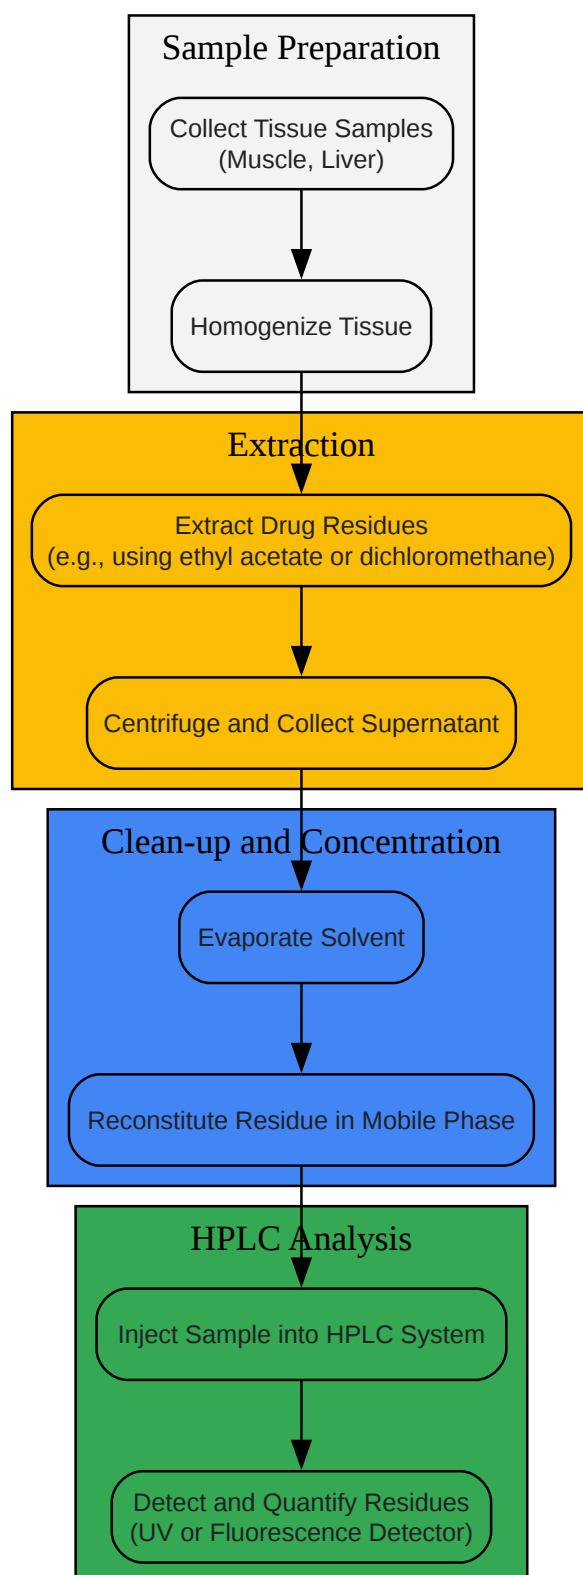 Sample Preparation
Collect Tissue Samples
(Muscle, Liver)
Homogenize Tissue
Extraction
Extract Drug Residues
(e.g., using ethyl acetate or dichloromethane)
Centrifuge and Collect Supernatant
Clean-up and Concentration
Evaporate Solvent
Reconstitute Residue in Mobile Phase
HPLC Analysis
Inject Sample into HPLC System
Detect and Quantify Residues
(UV or Fluorescence Detector)